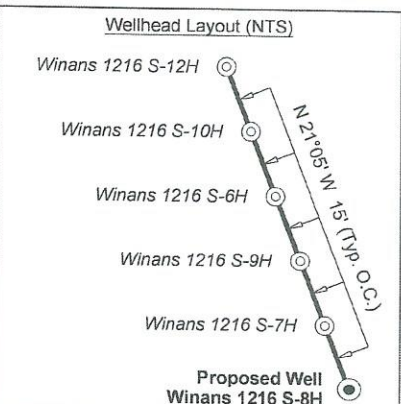 Wellhead Layout (NTS)
Winans 1216 S-12H
Winans 1216 S-10H
Winans 1216 S-6H
Winans 1216 S-9H
Winans 1216 S-7H
N 21°05' W 15' (Typ. O.C.)
Proposed Well
Winans 1216 S-8H